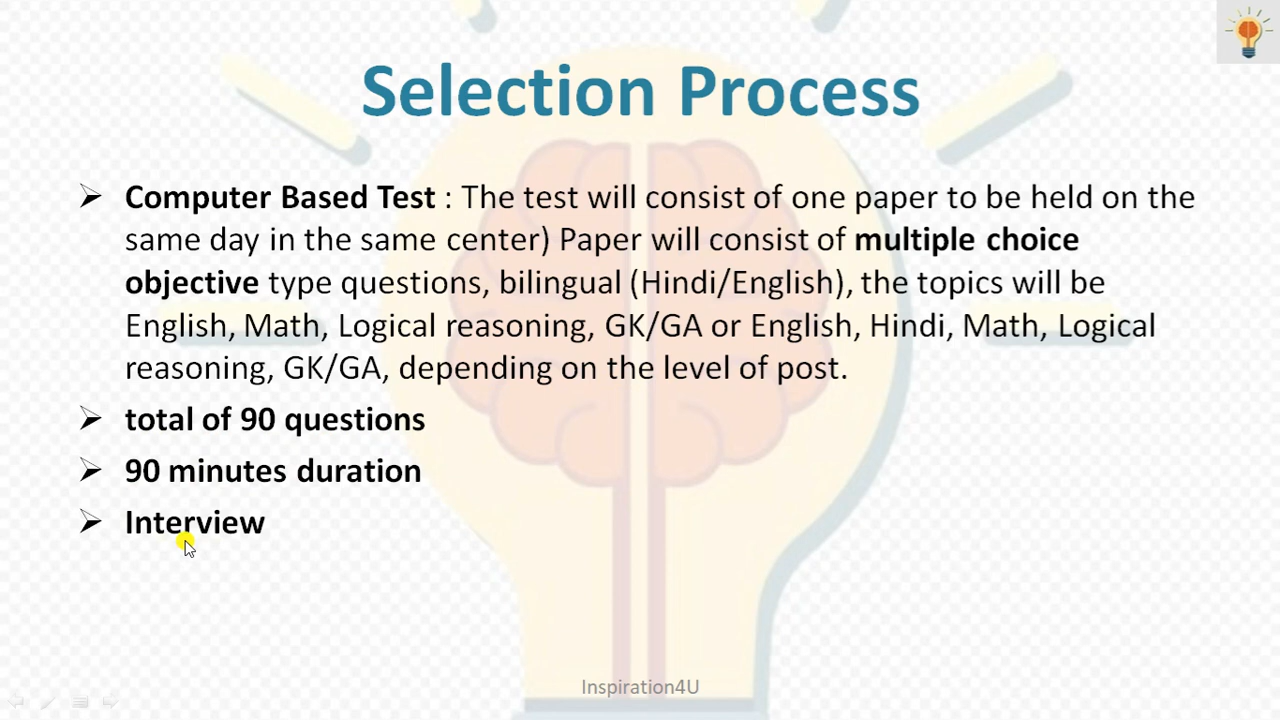 Selection Process
Computer Based Test : The test will consist of one paper to be held on the
same day in the same center) Paper will consist of multiple choice
objective type questions, bilingual (Hindi/English), the topics will be
English, Math, Logical reasoning, GK/GA or English, Hindi, Math, Logical
reasoning, GK/GA, depending on the level of post.
total of 90 questions
90 minutes duration
Interview
Inspiration4U